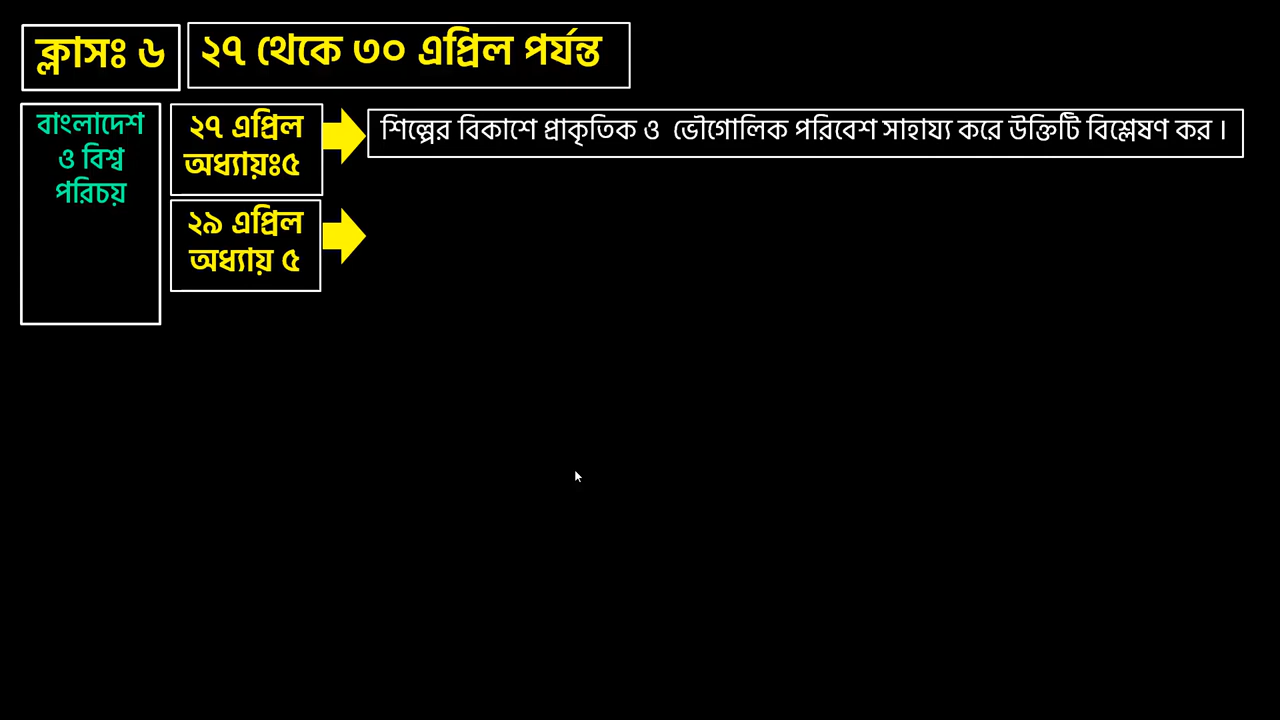 ক্লাসঃ ৬
২৭ থেকে ৩০ এপ্রিল পর্যন্ত
বাংলাদেশ
ও বিশ্ব
পরিচয়
২৭ এপ্রিল
অধ্যায়ঃ৫
শিল্পের বিকাশে প্রাকৃতিক ও ভৌগোলিক পরিবেশ সাহায্য করে উক্তিটি বিশ্লেষণ কর ।
২৯ এপ্রিল
অধ্যায় ৫